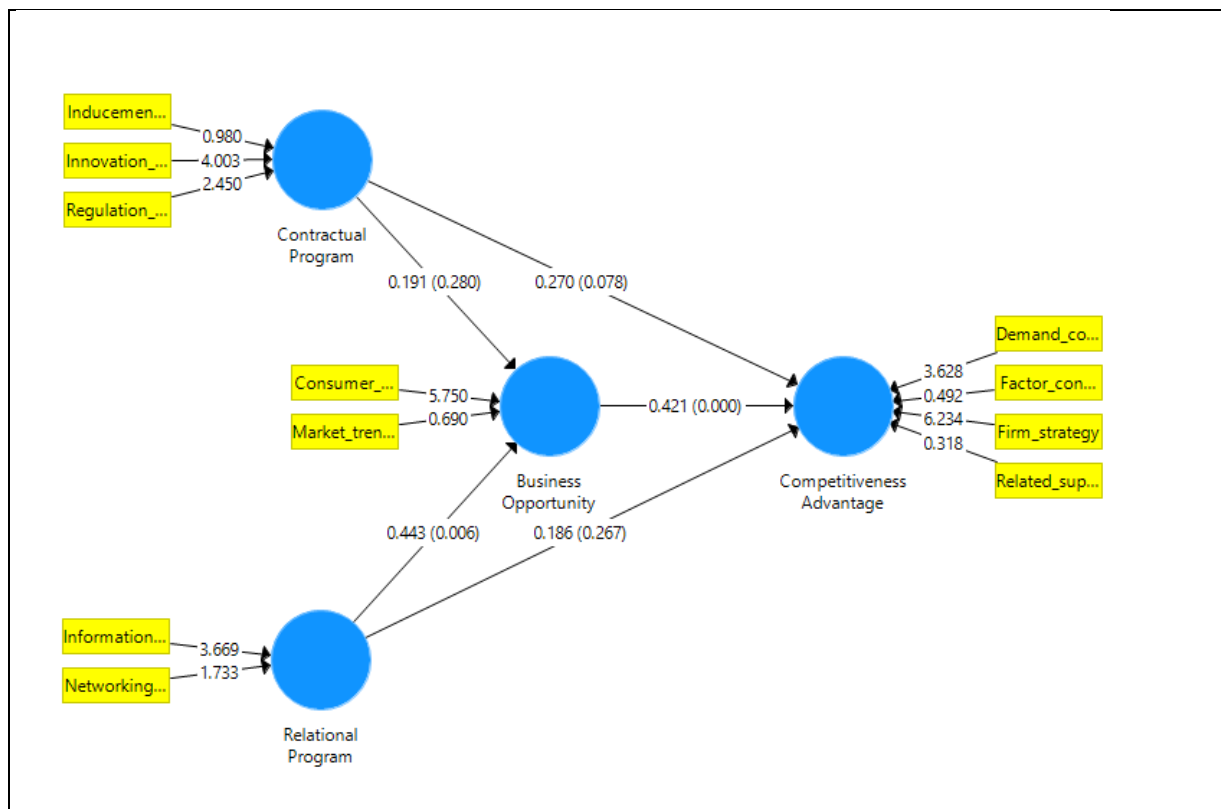 Inducemen...
0.980
Innovation_...
4.003
Regulation_...
2.450
Contractual
Program
0.191 (0.280)
0.270 (0.078)
Consumer_...
5.750
Market_tren...
0.690
Business
Opportunity
0.421 (0.000)
Demand_co...
3.628
Factor_con...
0.492
Firm_strategy
6.234
Related_sup...
0.318
Competitiveness
Advantage
0.443 (0.006)
0.186 (0.267)
Information...
3.669
Networking...
1.733
Relational
Program